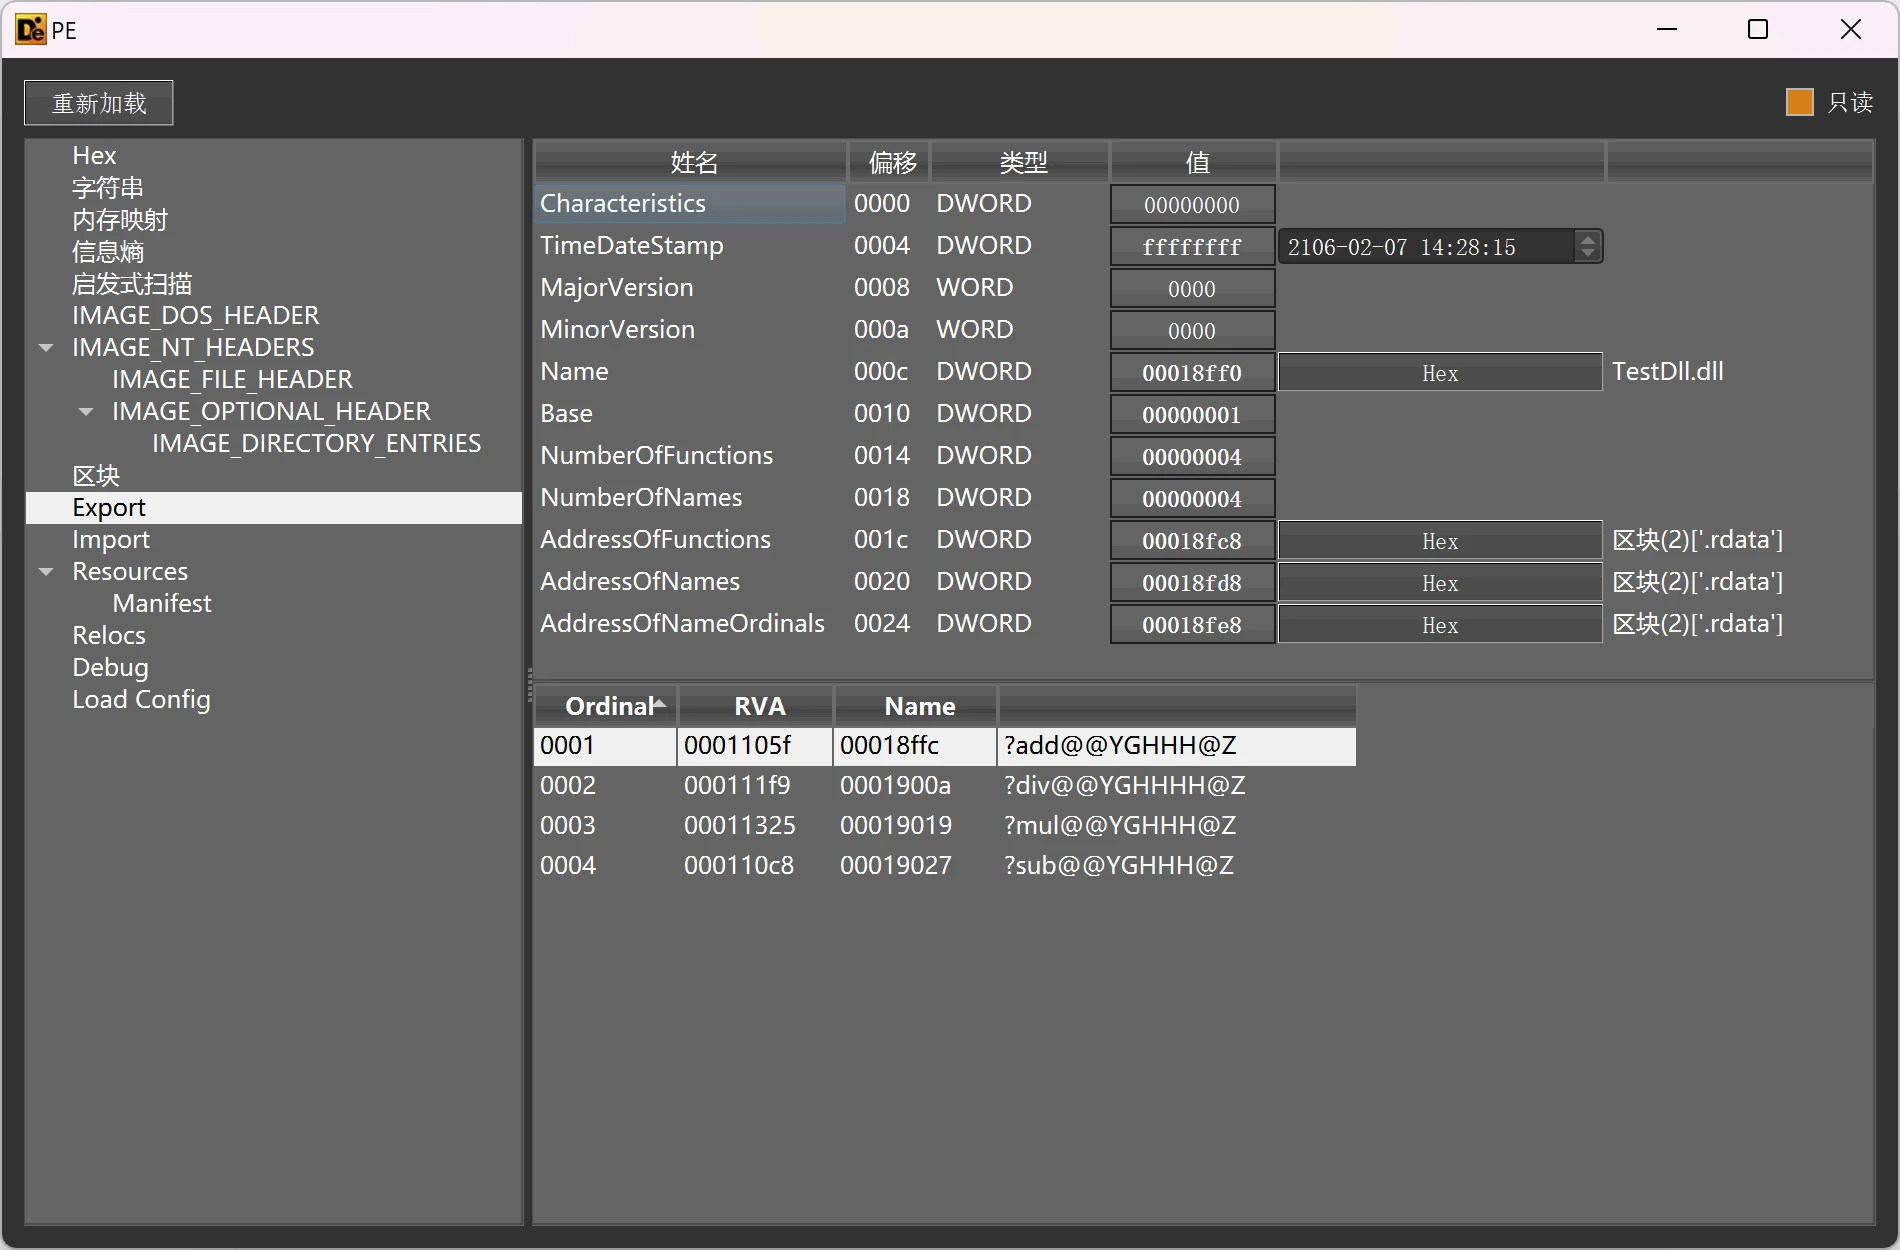 PE
重新加载
只读
Hex
字符串
内存映射
信息熵
启发式扫描
IMAGE_DOS_HEADER
IMAGE_NT_HEADERS
IMAGE_FILE_HEADER
IMAGE_OPTIONAL_HEADER
IMAGE_DIRECTORY_ENTRIES
区块
Export
Import
Resources
Manifest
Relocs
Debug
Load Config
姓名 偏移 类型 值
Characteristics 0000 DWORD 00000000
TimeDateStamp 0004 DWORD ffffffff 2106-02-07 14:28:15
MajorVersion 0008 WORD 0000
MinorVersion 000a WORD 0000
Name 000c DWORD 00018ff0 Hex TestDll.dll
Base 0010 DWORD 00000001
NumberOfFunctions 0014 DWORD 00000004
NumberOfNames 0018 DWORD 00000004
AddressOfFunctions 001c DWORD 00018fc8 Hex 区块(2)['.rdata']
AddressOfNames 0020 DWORD 00018fd8 Hex 区块(2)['.rdata']
AddressOfNameOrdinals 0024 DWORD 00018fe8 Hex 区块(2)['.rdata']
Ordinal RVA Name
0001 0001105f 00018ffc ?add@@YGHHH@Z
0002 000111f9 0001900a ?div@@YGHHHH@Z
0003 00011325 00019019 ?mul@@YGHHH@Z
0004 000110c8 00019027 ?sub@@YGHHH@Z